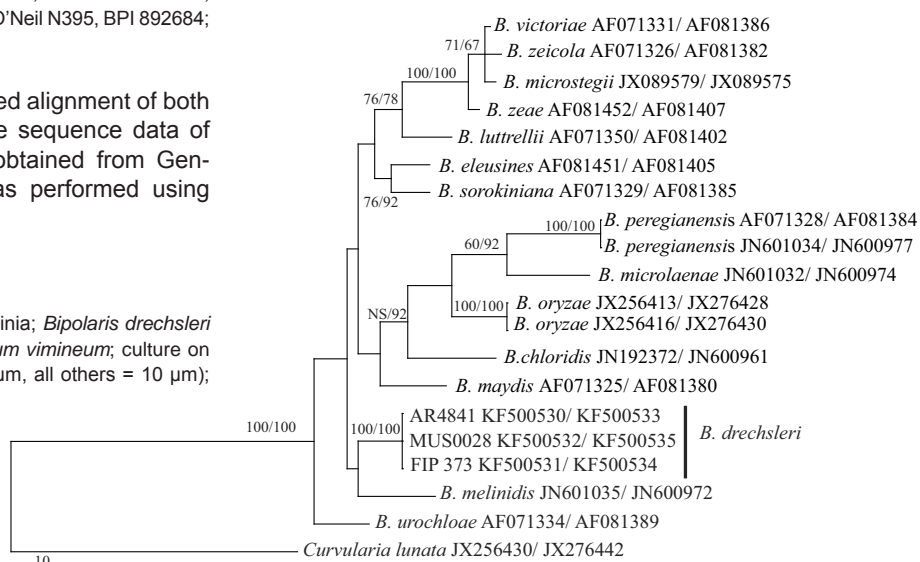 O'Neil N395, BPI 892684;
ed alignment of both
e sequence data of
obtained from Gen-
as performed using
inia; Bipolaris drechsleri
um vimineum; culture on
um, all others = 10 µm);
B. victoriae AF071331/ AF081386
71/67
B. zeicola AF071326/ AF081382
100/100
B. microstegii JX089579/ JX089575
76/78
B. zeae AF081452/ AF081407
B. luttrellii AF071350/ AF081402
B. eleusines AF081451/ AF081405
B. sorokiniana AF071329/ AF081385
76/92
B. peregianensis AF071328/ AF081384
100/100
B. peregianensis JN601034/ JN600977
60/92
B. microlaenae JN601032/ JN600974
B. oryzae JX256413/ JX276428
100/100
B. oryzae JX256416/ JX276430
NS/92
B.chloridis JN192372/ JN600961
B. maydis AF071325/ AF081380
AR4841 KF500530/ KF500533
100/100
MUS0028 KF500532/ KF500535
B. drechsleri
FIP 373 KF500531/ KF500534
100/100
B. melinidis JN601035/ JN600972
B. urochloae AF071334/ AF081389
Curvularia lunata JX256430/ JX276442
10